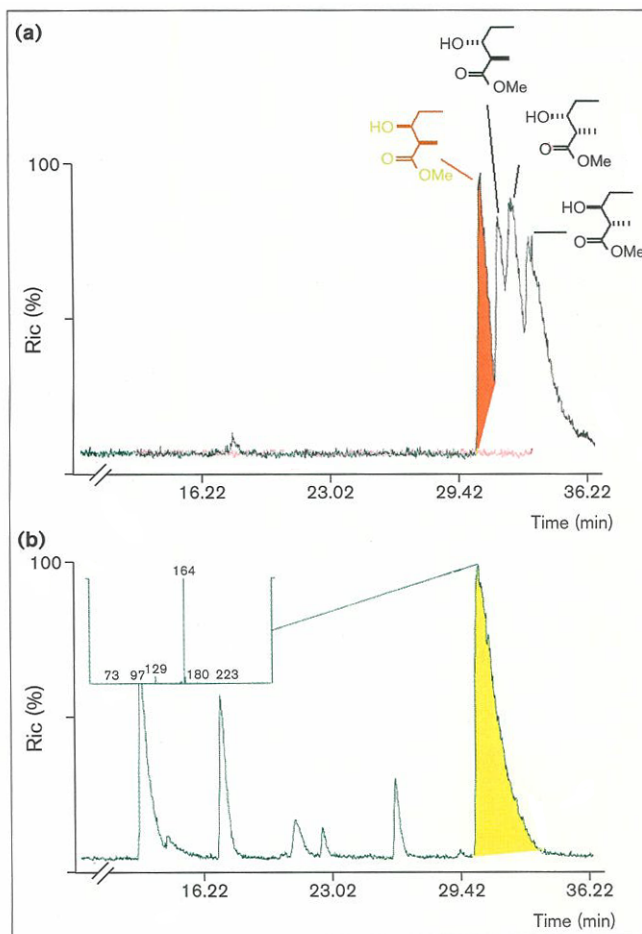 (a)
HO
O
OMe
HO
O
OMe
HO
O
OMe
HO
O
OMe
100
Ric (%)
16.22
23.02
29.42
36.22
Time (min)
(b)
100
164
73
97
129
180
223
Ric (%)
16.22
23.02
29.42
36.22
Time (min)